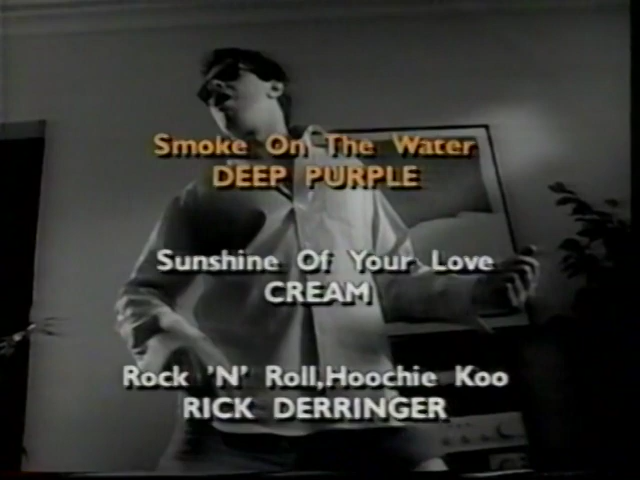 Smoke On The Water
DEEP PURPLE
Sunshine Of Your Love
CREAM
Rock 'N' Roll,Hoochie Koo
RICK DERRINGER